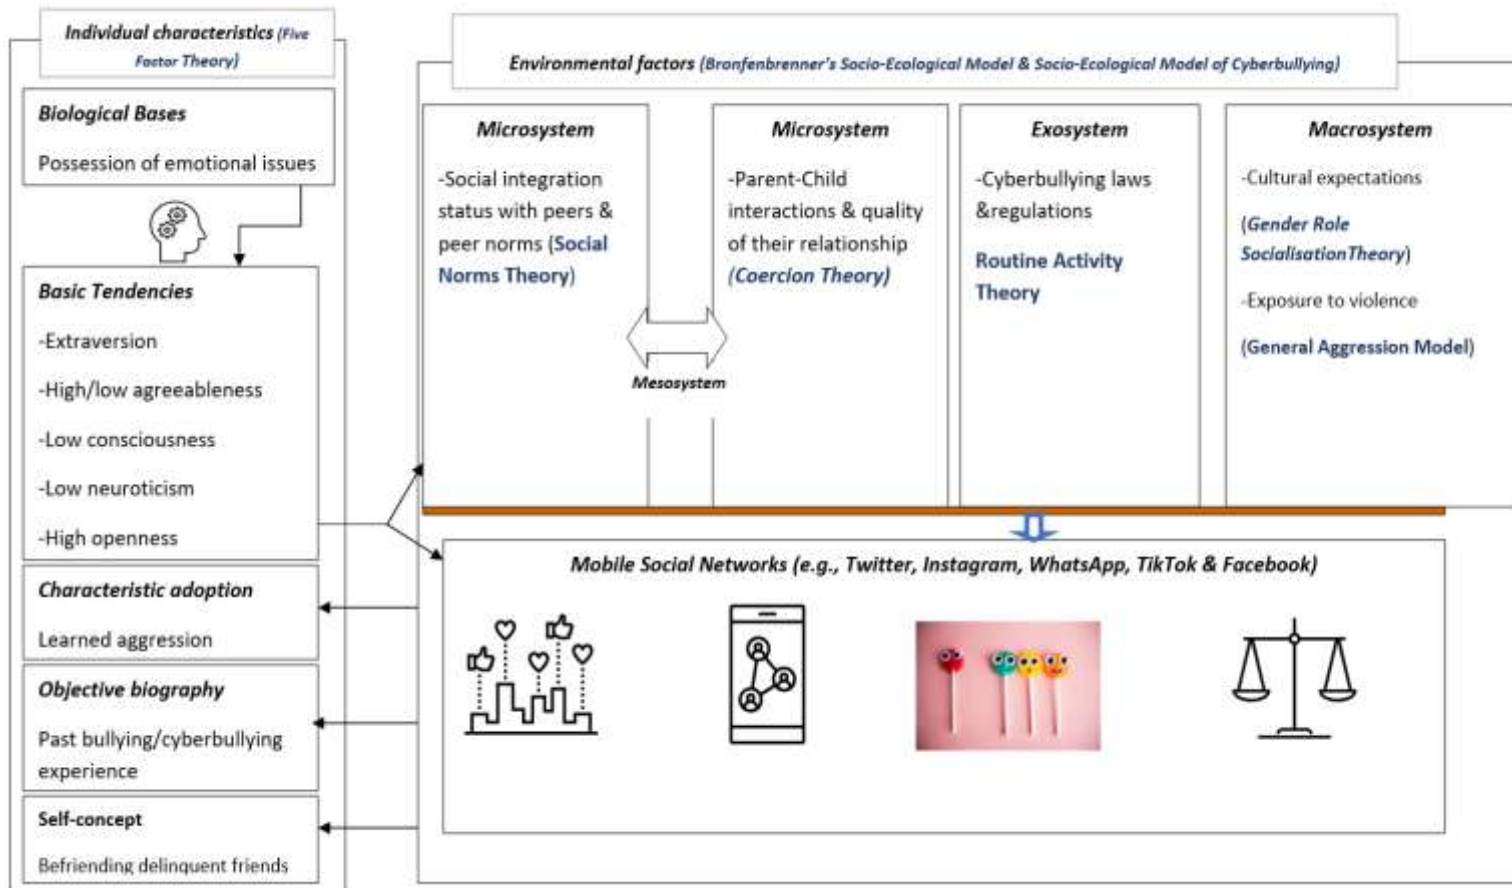 Individual characteristics (Five
Factor Theory)
Biological Bases
Possession of emotional issues
Basic Tendencies
-Extraversion
-High/low agreeableness
-Low consciousness
-Low neuroticism
-High openness
Characteristic adoption
Learned aggression
Objective biography
Past bullying/cyberbullying
experience
Self-concept
Befriending delinquent friends
Environmental factors (Bronfenbrenner's Socio-Ecological Model & Socio-Ecological Model of Cyberbullying)
Microsystem
-Social integration
status with peers &
peer norms (Social
Norms Theory)
Mesosystem
Microsystem
-Parent-Child
interactions & quality
of their relationship
(Coercion Theory)
Exosystem
-Cyberbullying laws
&regulations
Routine Activity
Theory
Macrosystem
-Cultural expectations
(Gender Role
SocialisationTheory)
-Exposure to violence
(General Aggression Model)
Mobile Social Networks (e.g., Twitter, Instagram, WhatsApp, TikTok & Facebook)